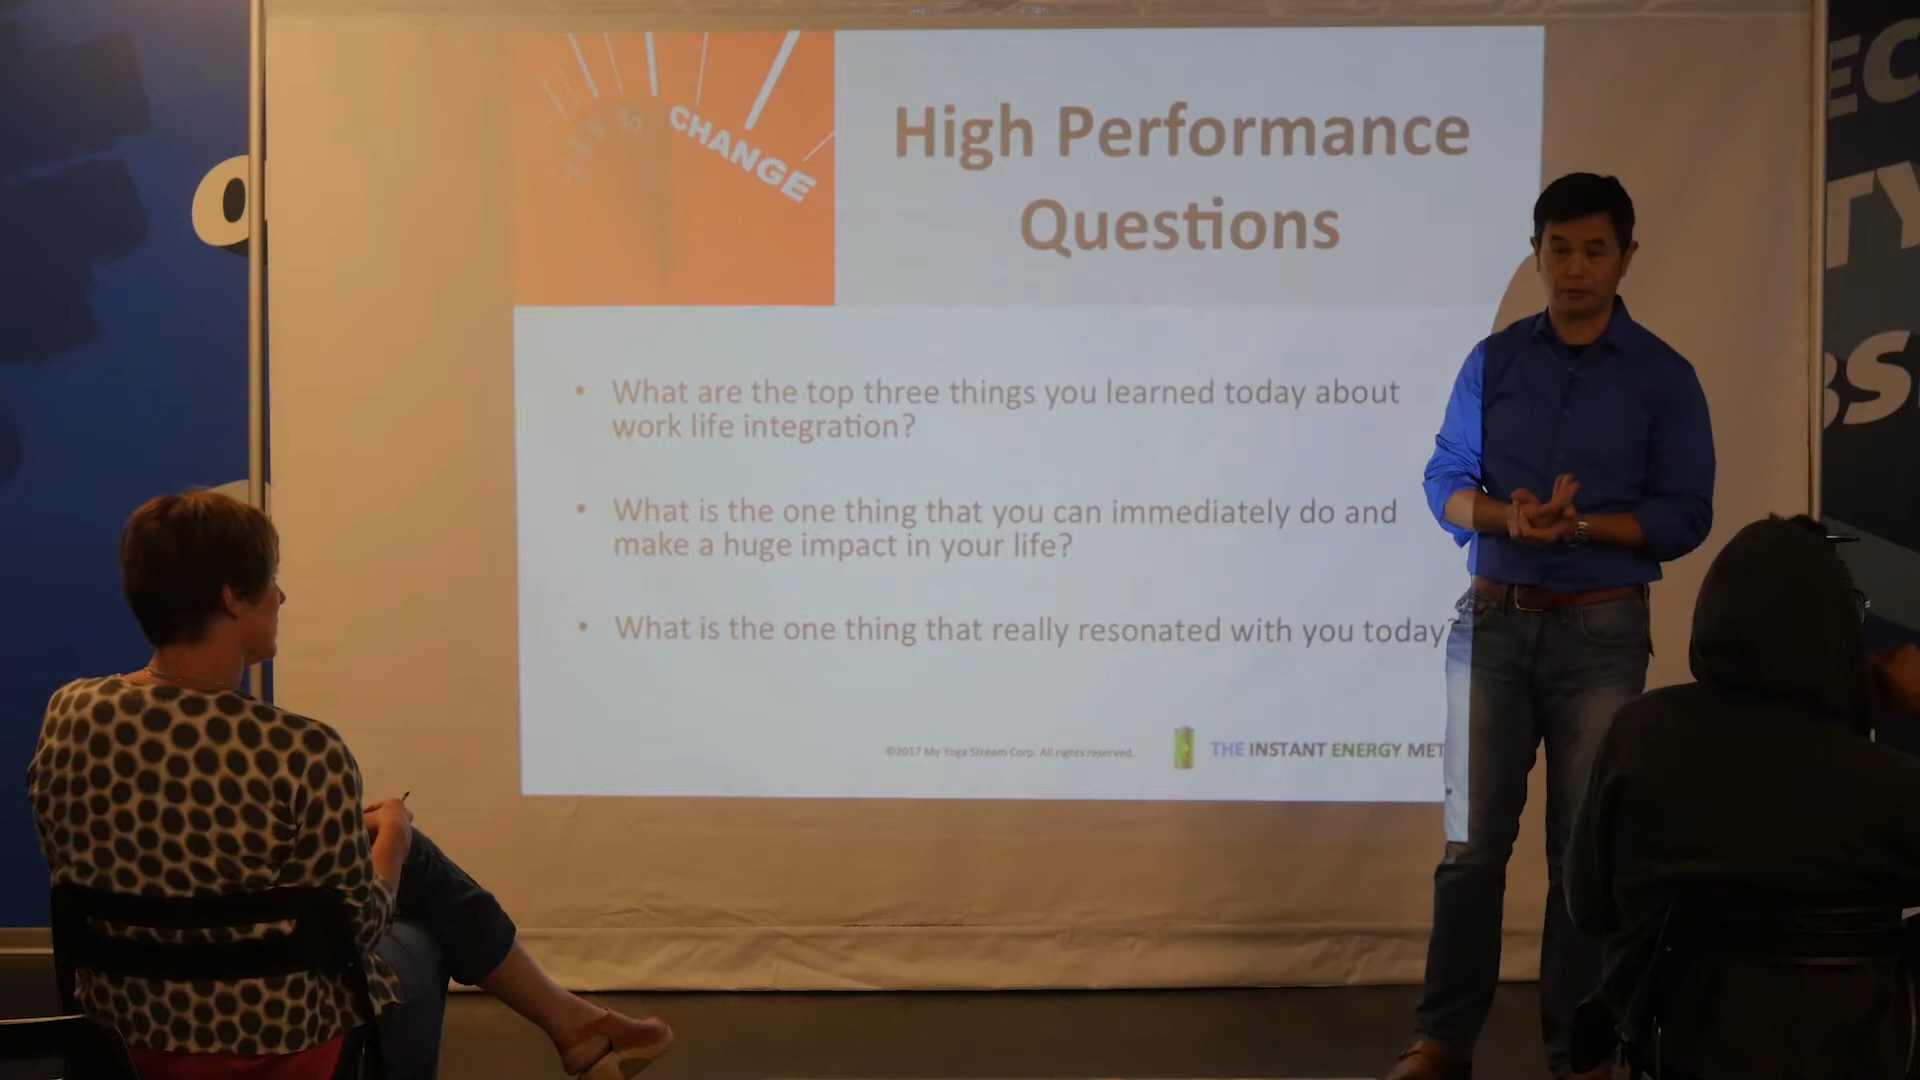 CHANGE
High Performance
Questions
• What are the top three things you learned today about
work life integration?
• What is the one thing that you can immediately do and
make a huge impact in your life?
• What is the one thing that really resonated with you today?
©2017 My Yoga Stream Corp. All rights reserved.
THE INSTANT ENERGY MET
O
EC
TY
BS